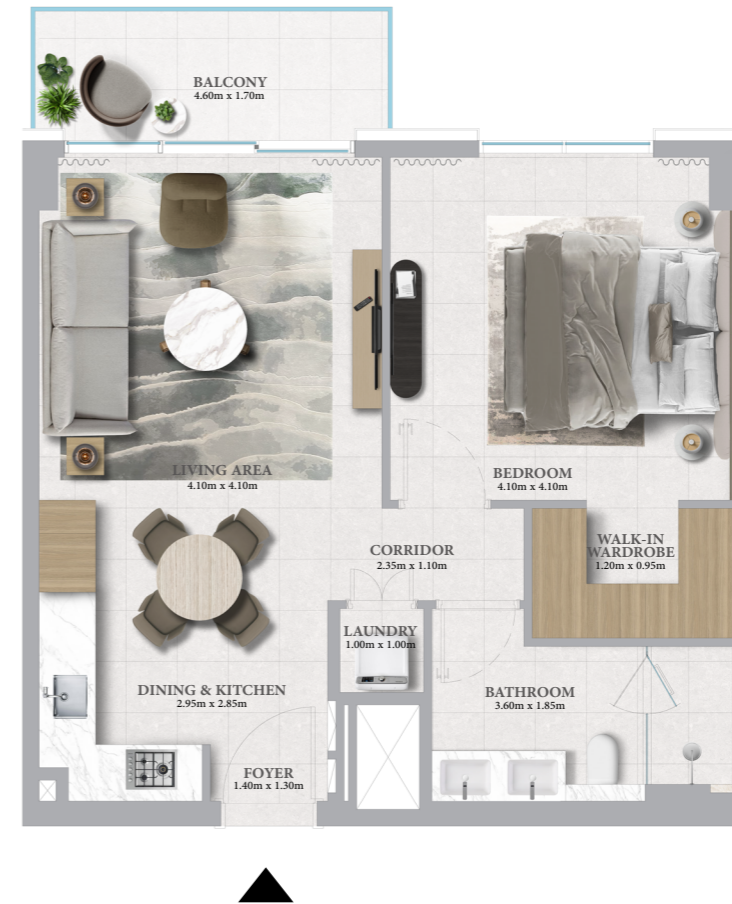 BALCONY
4.60m x 1.70m
LIVING AREA
4.10m x 4.10m
BEDROOM
4.10m x 4.10m
CORRIDOR
2.35m x 1.10m
WALK-IN
WARDROBE
1.20m x 0.95m
LAUNDRY
1.00m x 1.00m
DINING & KITCHEN
2.95m x 2.85m
BATHROOM
3.60m x 1.85m
FOYER
1.40m x 1.30m